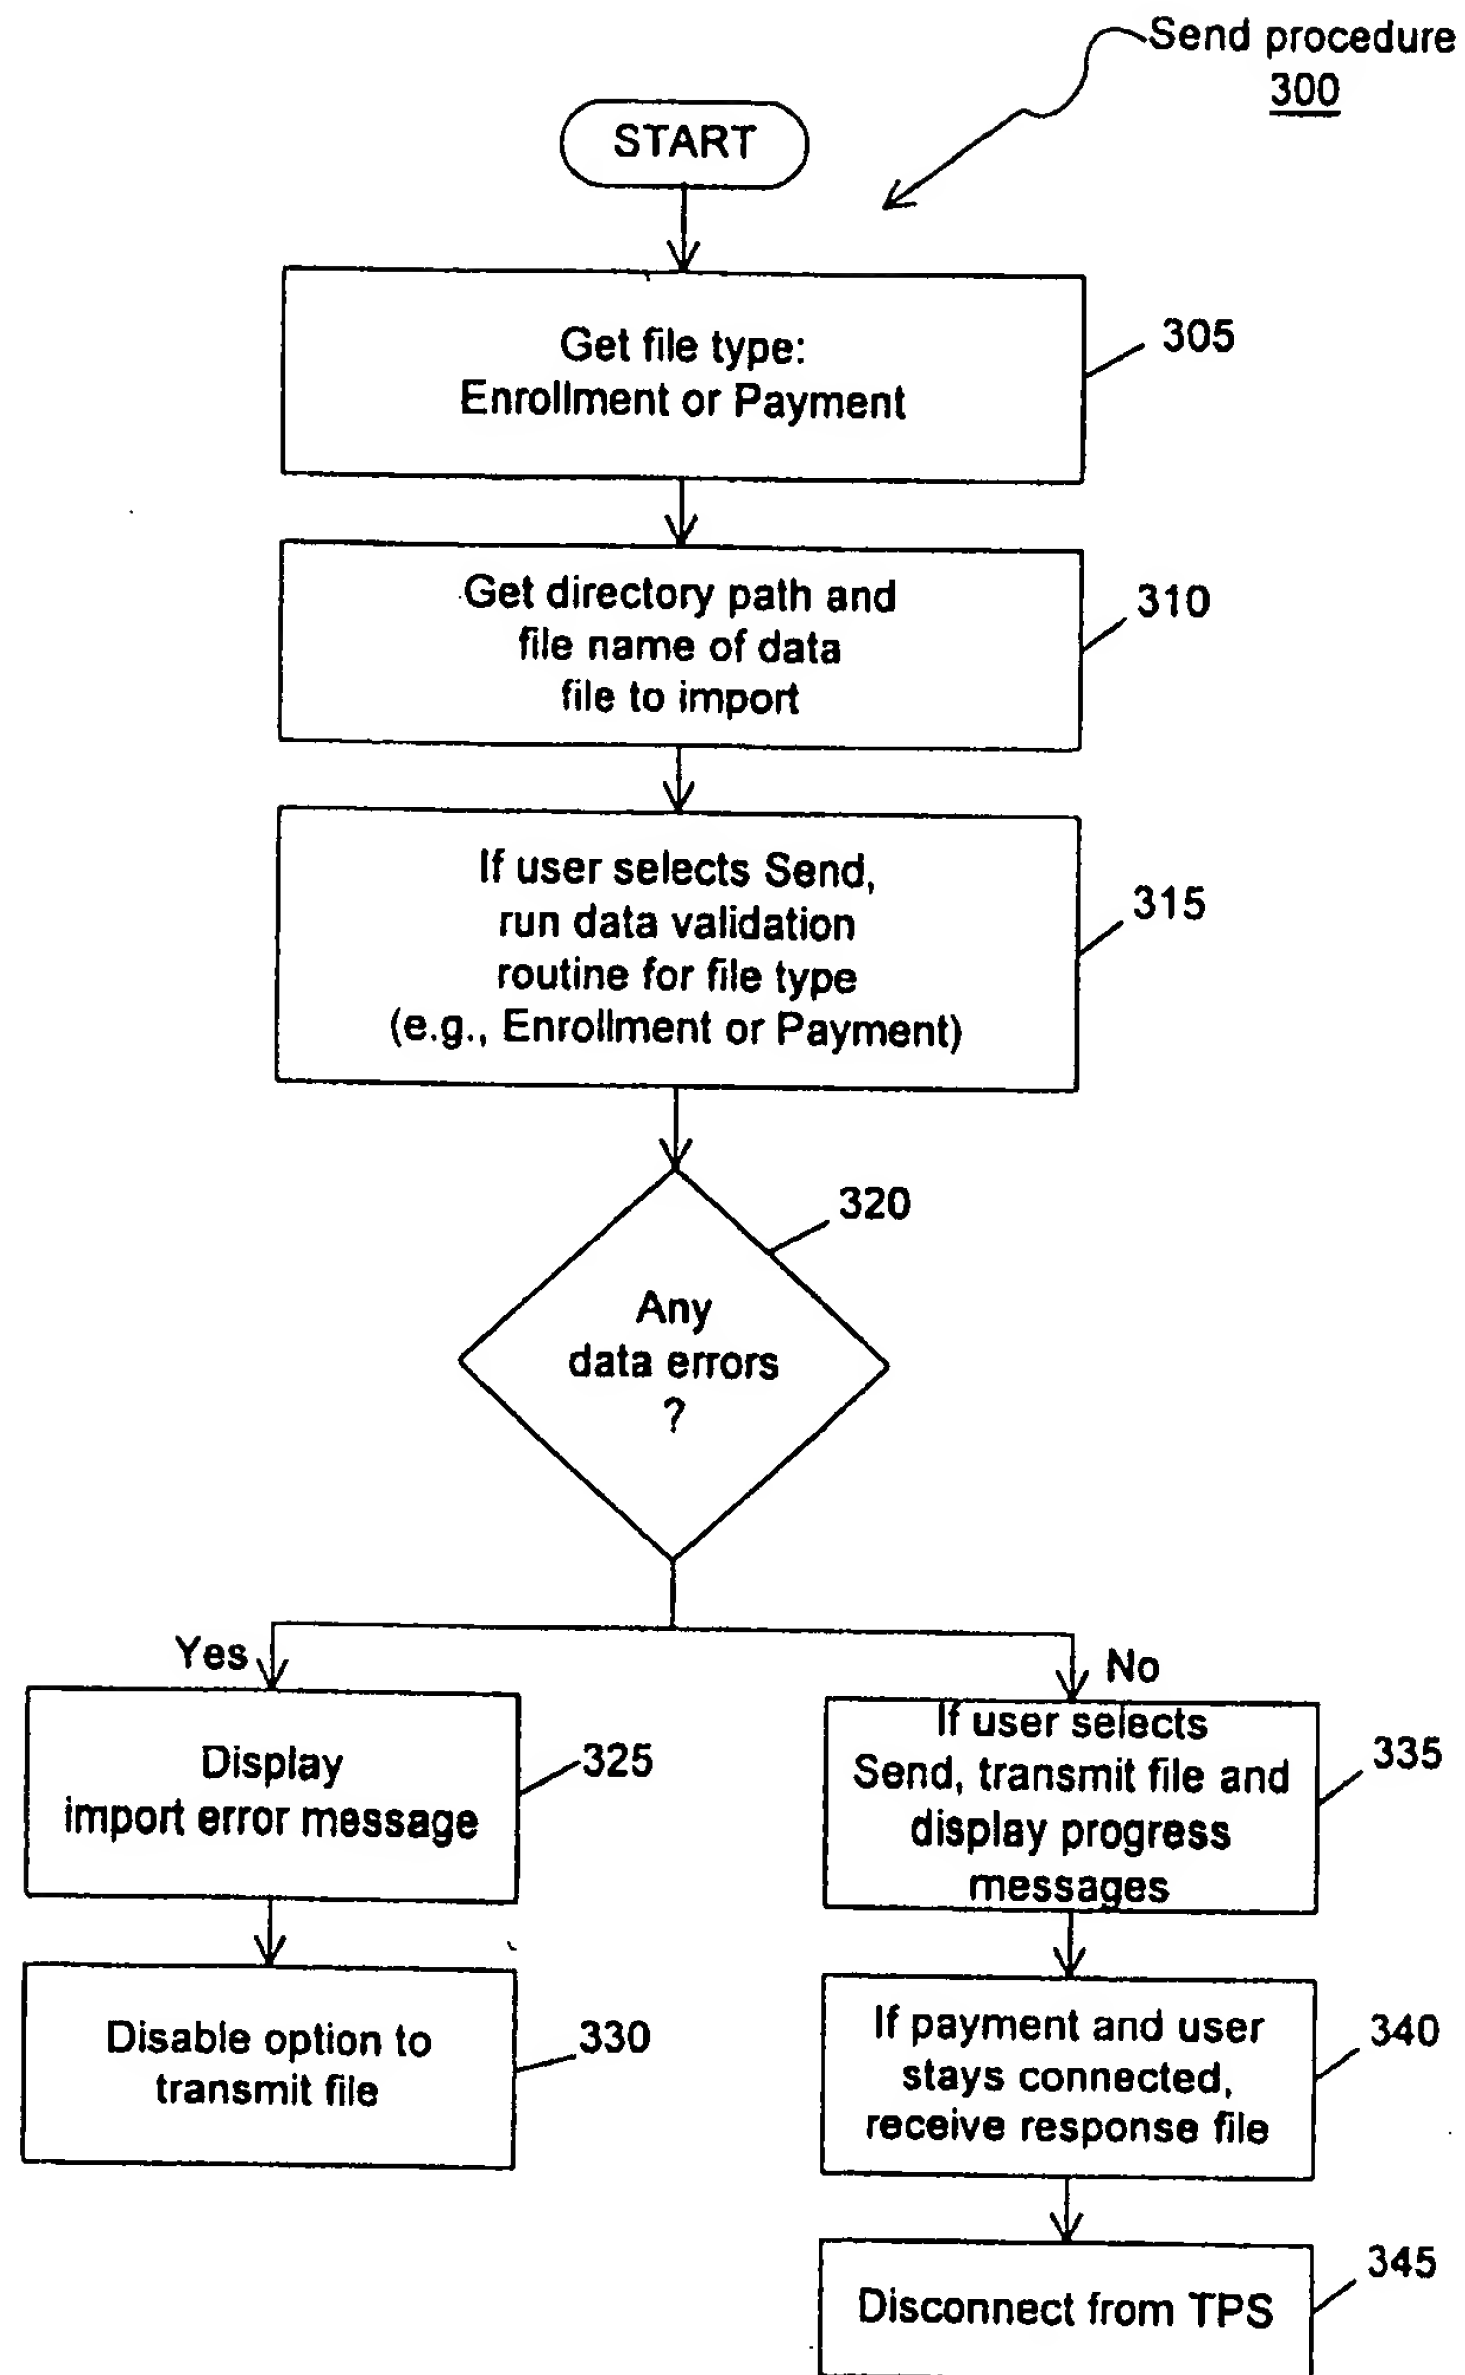 Send procedure
300
START
Get file type:
Enrollment or Payment
305
Get directory path and
file name of data
file to import
310
If user selects Send,
run data validation
routine for file type
(e.g., Enrollment or Payment)
315
320
Any
data errors
?
Yes
No
Display
import error message
325
If user selects
Send, transmit file and
display progress
messages
335
Disable option to
transmit file
330
If payment and user
stays connected,
receive response file
340
Disconnect from TPS
345